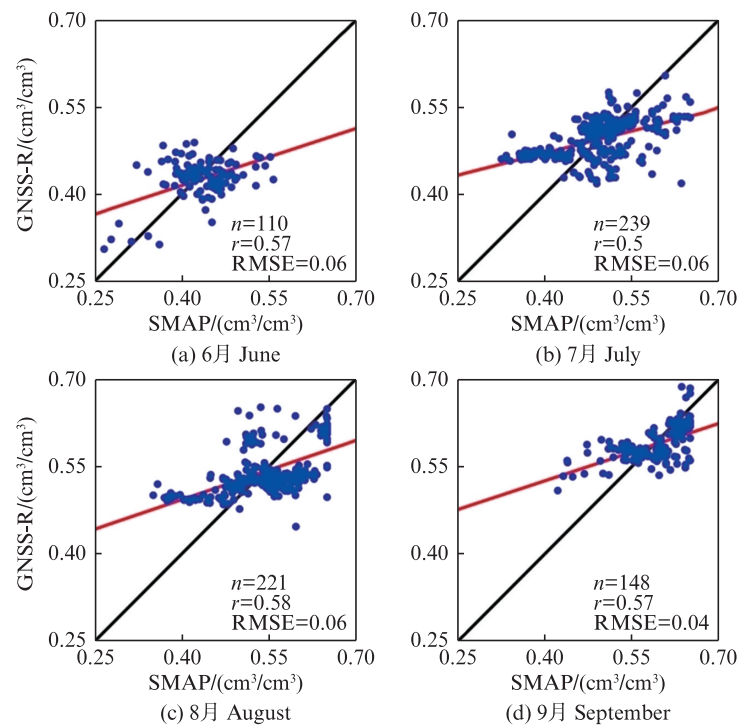 0.70
0.55
0.40
0.25
GNSS-R/(cm³/cm³)
n=110
r=0.57
RMSE=0.06
0.25 0.40 0.55 0.70
SMAP/(cm³/cm³)
(a) 6月 June
0.70
0.55
0.40
0.25
GNSS-R/(cm³/cm³)
n=239
r=0.5
RMSE=0.06
0.25 0.40 0.55 0.70
SMAP/(cm³/cm³)
(b) 7月 July
0.70
0.55
0.40
0.25
GNSS-R/(cm³/cm³)
n=221
r=0.58
RMSE=0.06
0.25 0.40 0.55 0.70
SMAP/(cm³/cm³)
(c) 8月 August
0.70
0.55
0.40
0.25
GNSS-R/(cm³/cm³)
n=148
r=0.57
RMSE=0.04
0.25 0.40 0.55 0.70
SMAP/(cm³/cm³)
(d) 9月 September